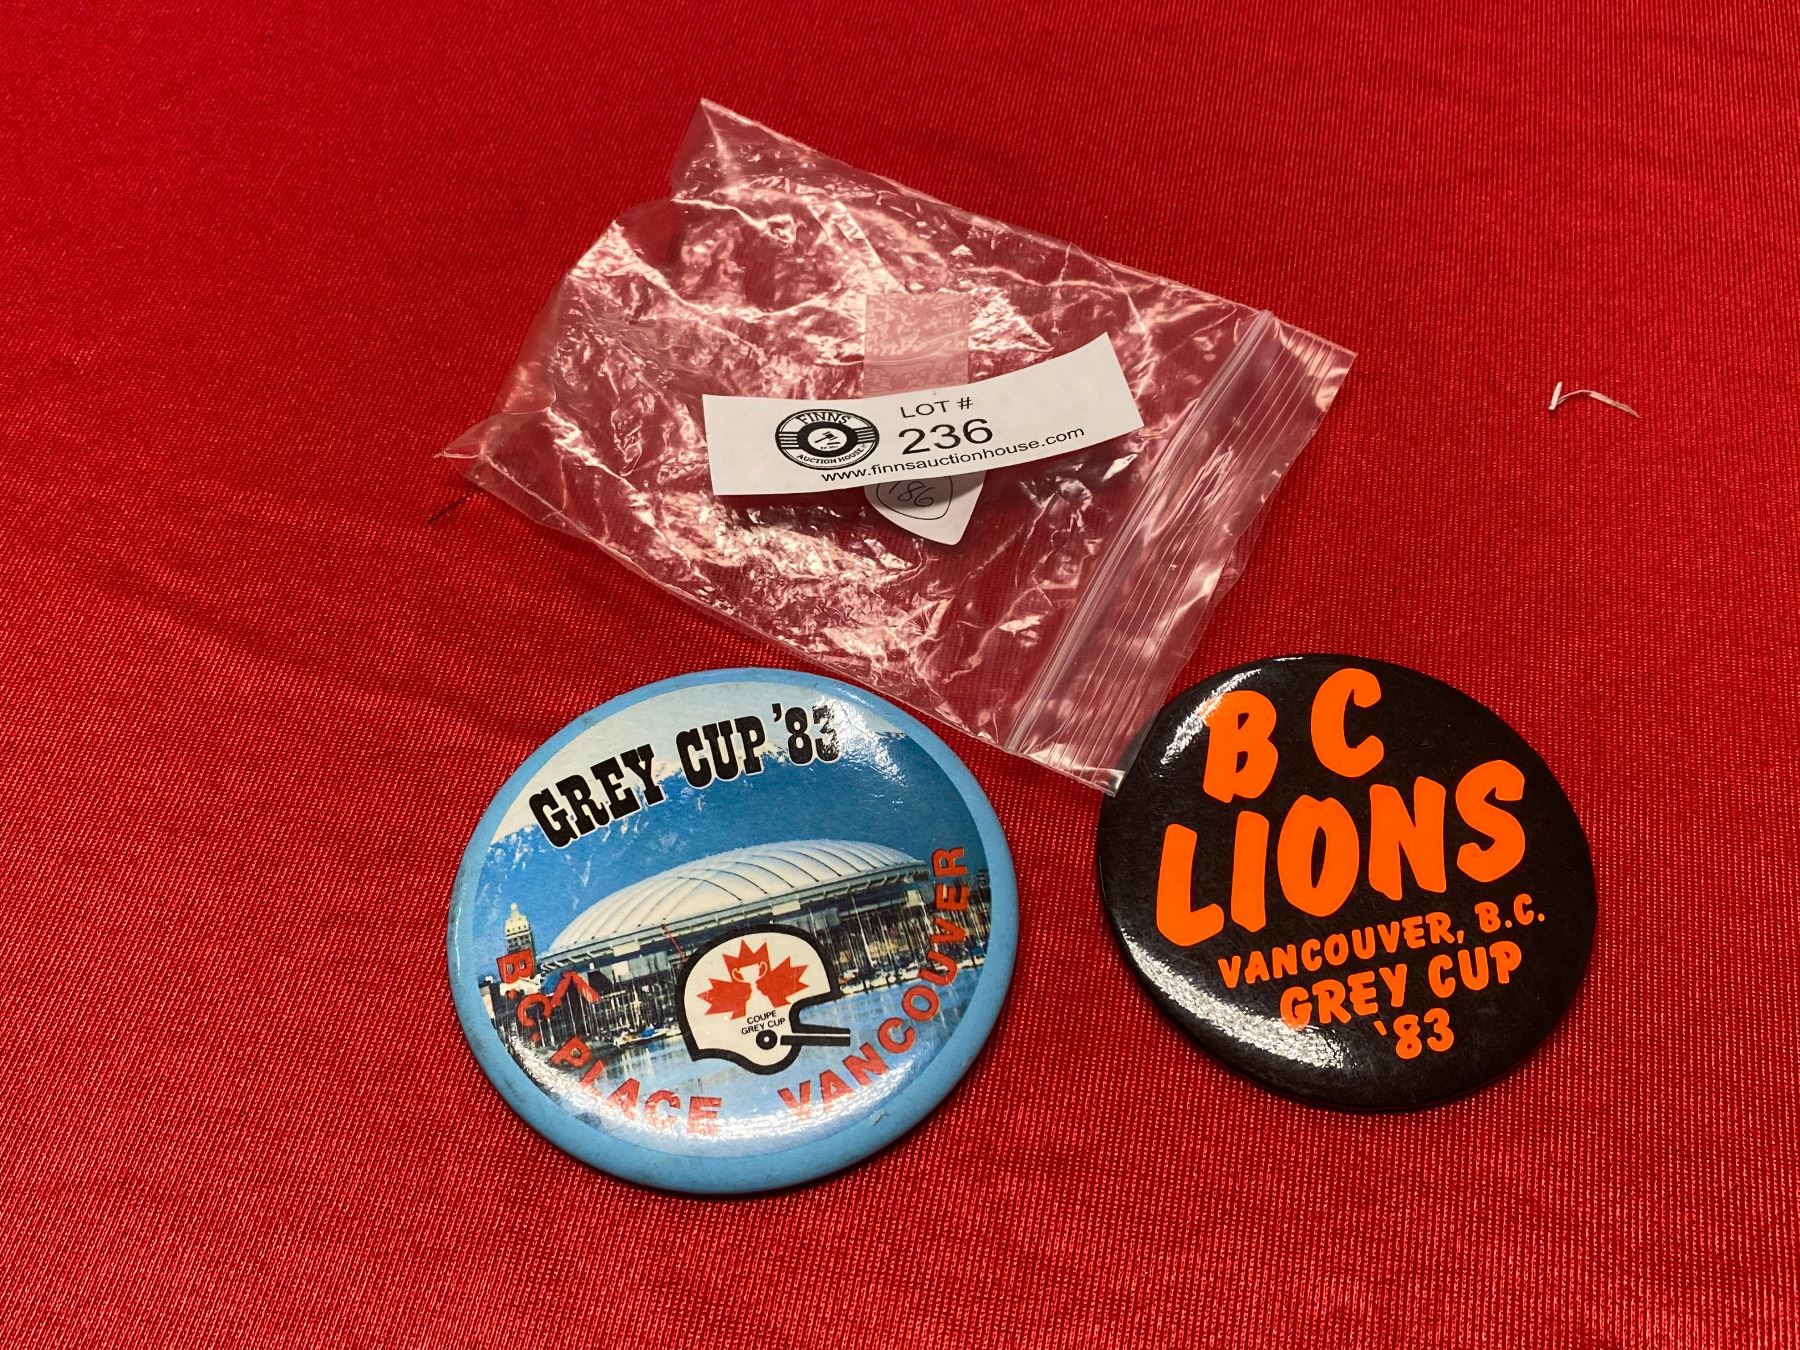 FINNS
AUCTION HOUSE
LOT #
236
www.finnsauctionhouse.com
186
GREY CUP '83
COUPE
GREY CUP
B.C. PLACE VANCOUVER
B C
LIONS
VANCOUVER, B.C.
GREY CUP
'83